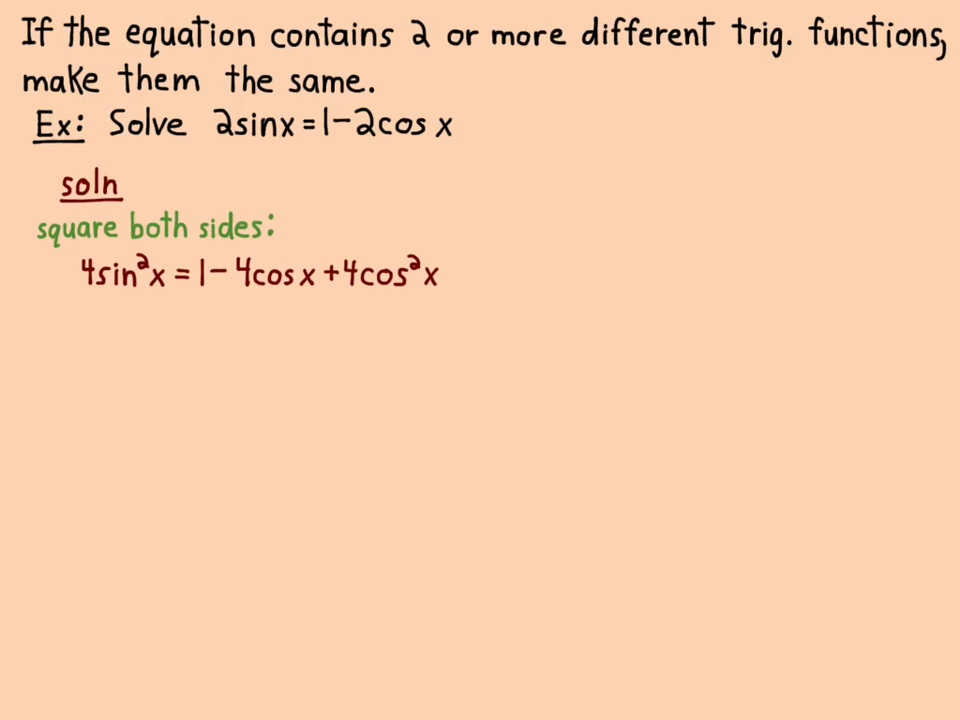 If the equation contains 2 or more different trig. functions,
make them the same.
Ex: Solve 2sinx=1-2cos x
soln
square both sides:
4sin²x = 1- 4cos x +4cos²x